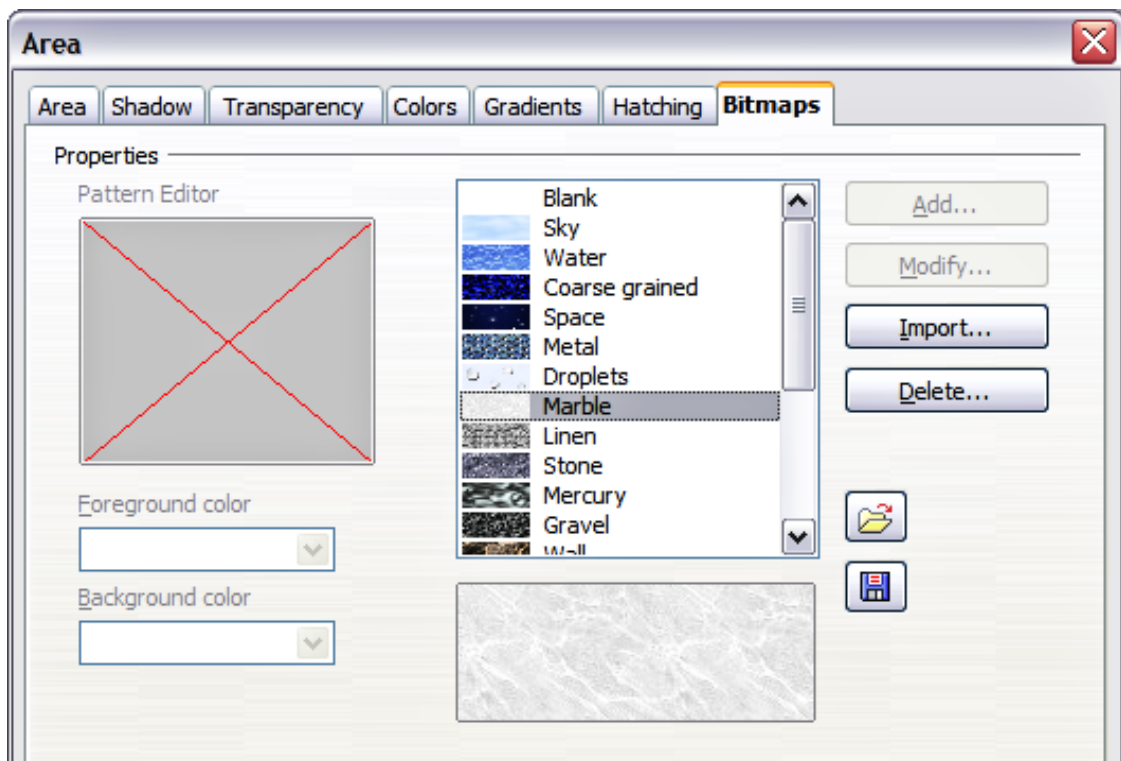 Area
Area Shadow Transparency Colors Gradients Hatching Bitmaps
Properties
Pattern Editor
Blank
Sky
Water
Coarse grained
Space
Metal
Droplets
Marble
Linen
Stone
Mercury
Gravel
Wall
Add...
Modify...
Import...
Delete...
Foreground color
Background color